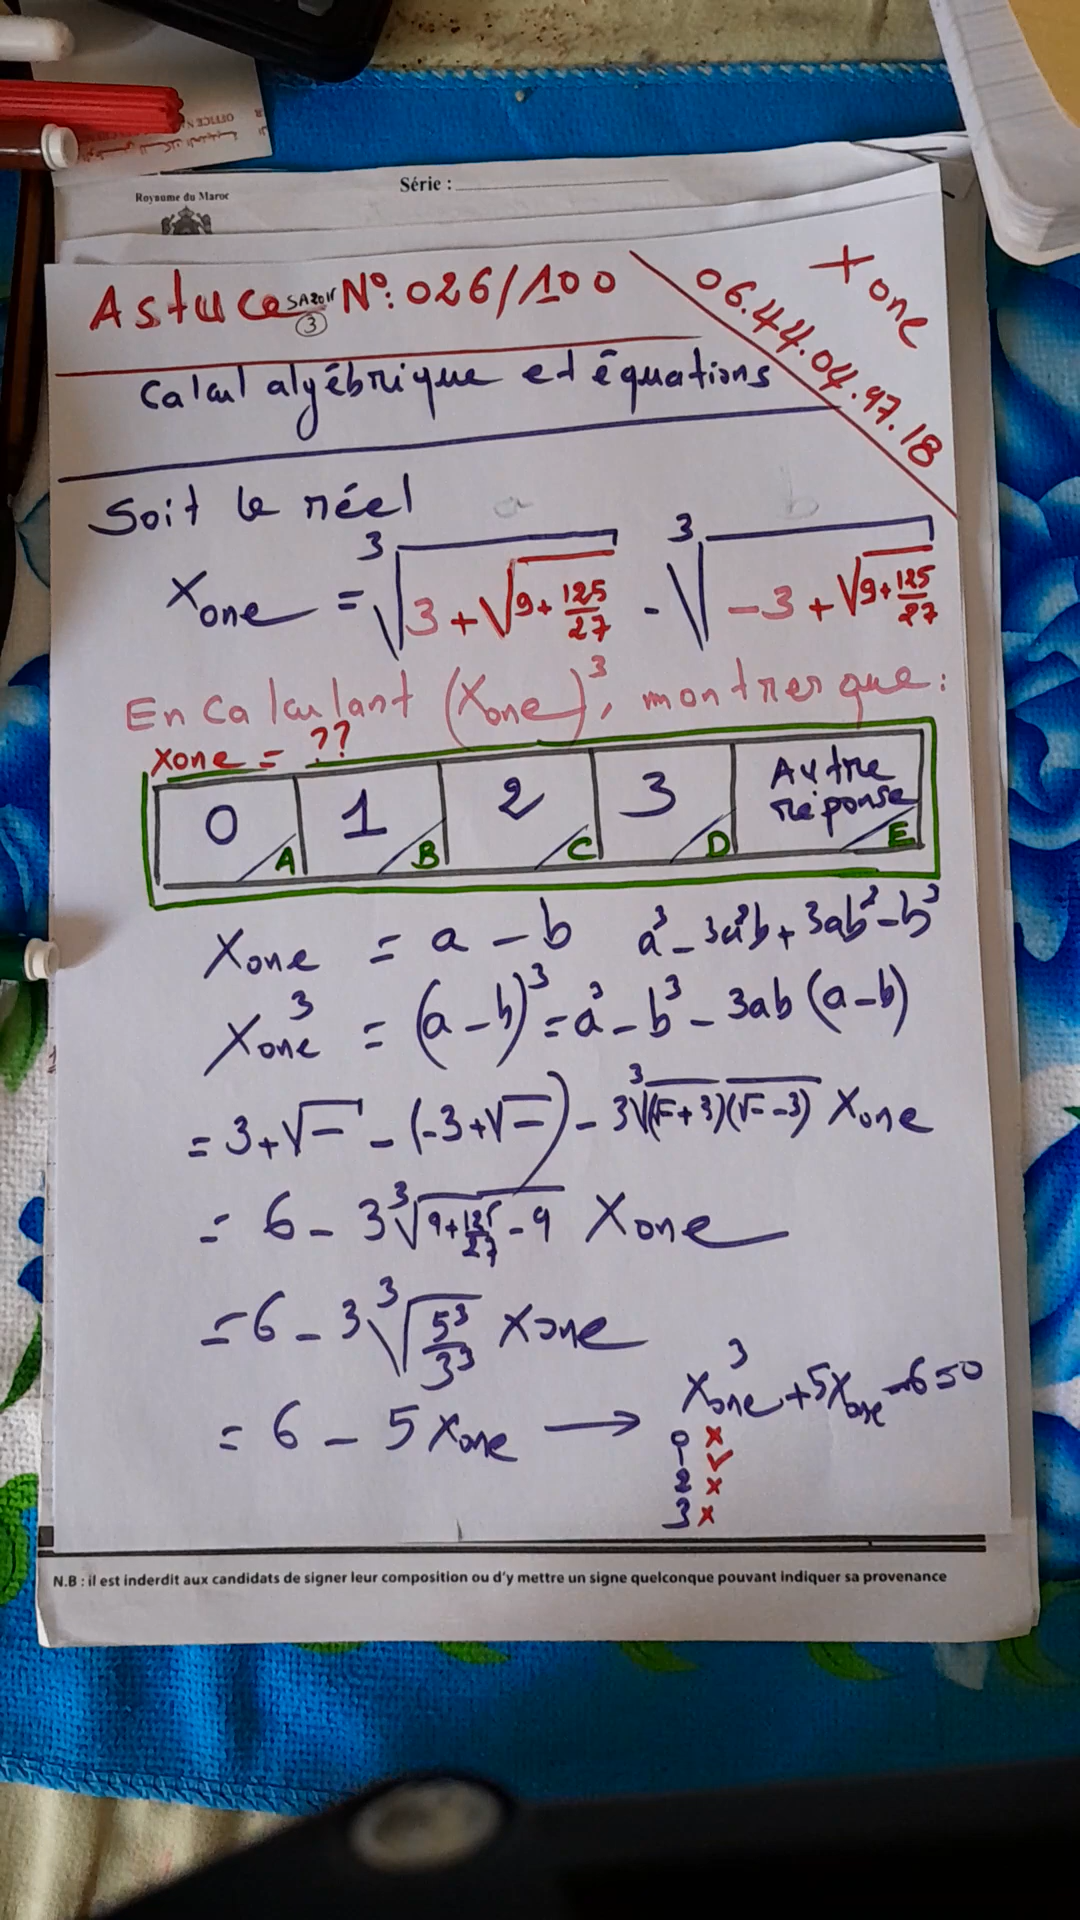 Royaume du Maroc
Série :
Astuce SA2015 N°: 026/100
3
Xone
06.44.04.97.18
Calcul algébrique et équations
Soit le réel
a b
Xone = ∛(3 + √(9 + 125/27)) - ∛(-3 + √(9 + 125/27))
En Calculant (Xone)³, montrer que :
Xone = ??
0 A 1 B 2 C 3 D Autre réponse E
Xone = a - b a³ - 3a²b + 3ab² - b³
Xone³ = (a - b)³ = a³ - b³ - 3ab (a - b)
= 3 + √= - (-3 + √=) - 3∛((√= + 3)(√= - 3)) Xone
= 6 - 3∛(9 + 125/27 - 9) Xone
= 6 - 3∛(5³/3³) Xone
= 6 - 5 Xone → Xone³ + 5Xone - 6 = 0
0 ×
1 ✓
2 ×
3 ×
N.B : il est interdit aux candidats de signer leur composition ou d'y mettre un signe quelconque pouvant indiquer sa provenance